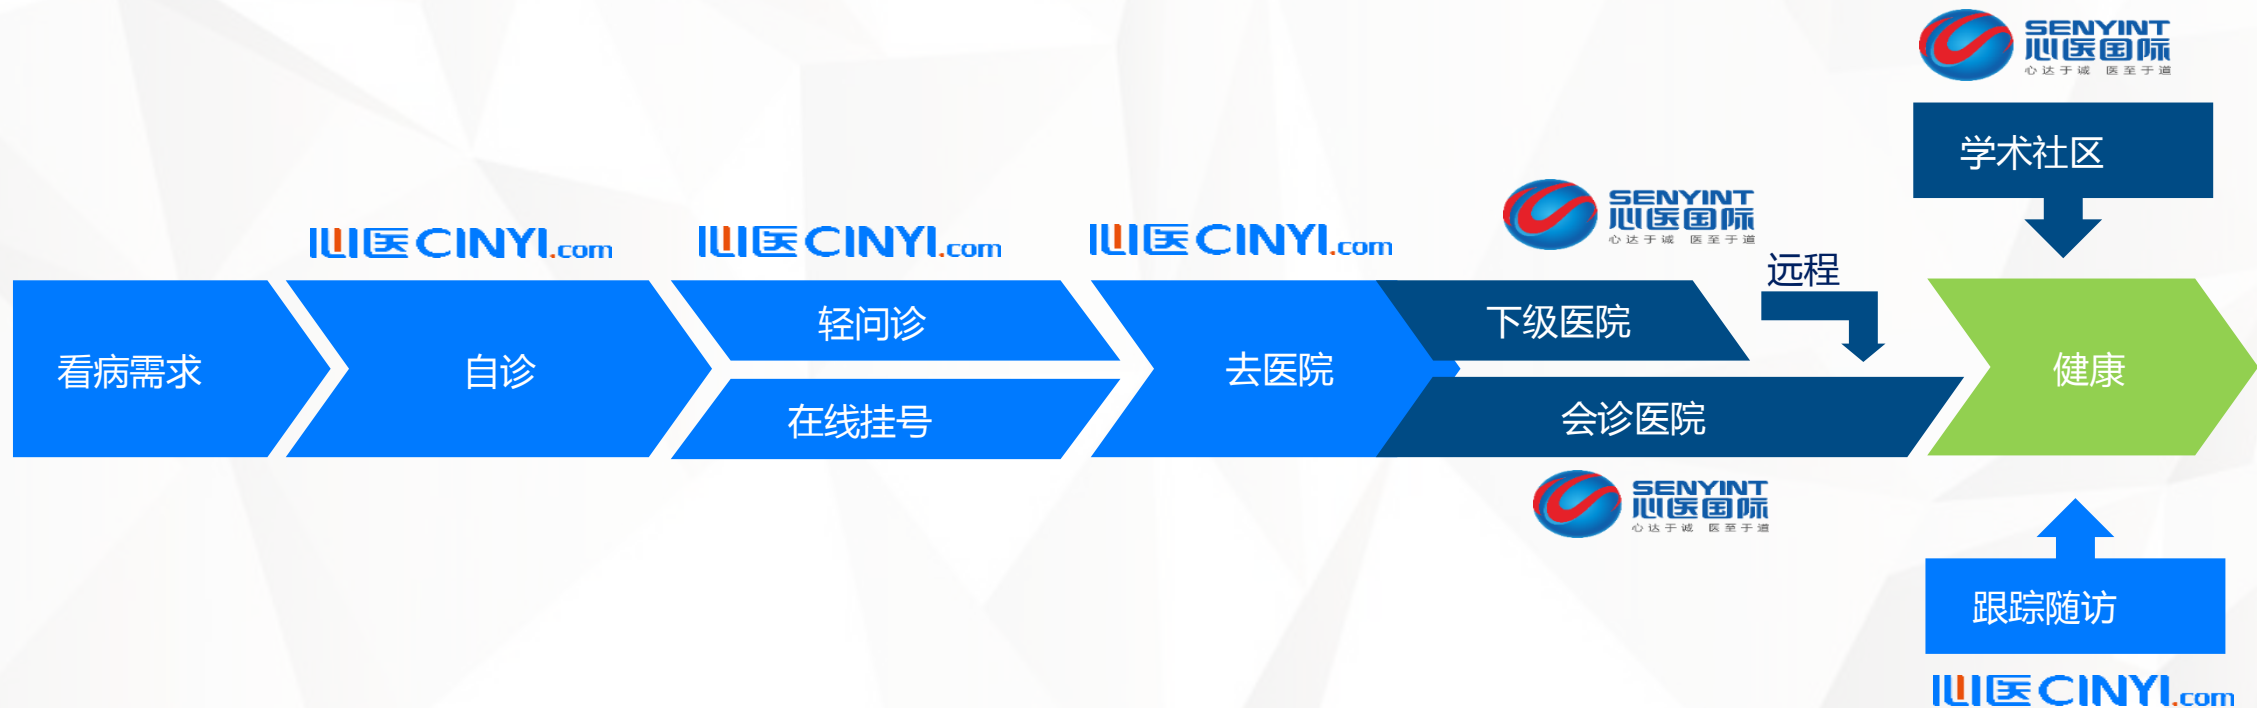 SENYINT
心医国际
心达于诚 医至于道
学术社区
心医CINYI.com
心医CINYI.com
心医CINYI.com
SENYINT
心医国际
心达于诚 医至于道
远程
看病需求
自诊
轻问诊
在线挂号
去医院
下级医院
会诊医院
健康
SENYINT
心医国际
心达于诚 医至于道
跟踪随访
心医CINYI.com